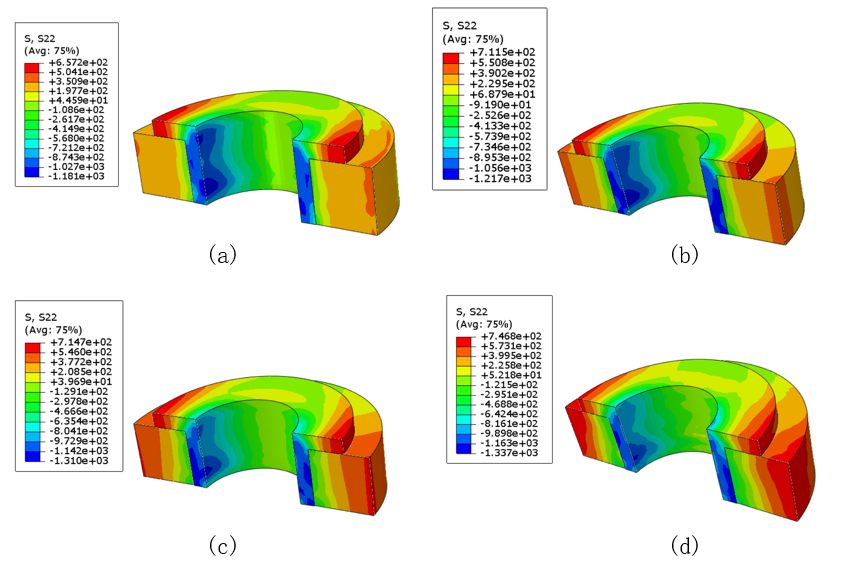 S, S22
(Avg: 75%)
+6.572e+02
+5.041e+02
+3.509e+02
+1.977e+02
+4.459e+01
-1.086e+02
-2.617e+02
-4.149e+02
-5.680e+02
-7.212e+02
-8.743e+02
-1.027e+03
-1.181e+03
(a)
S, S22
(Avg: 75%)
+7.115e+02
+5.508e+02
+3.902e+02
+2.295e+02
+6.879e+01
-9.190e+01
-2.526e+02
-4.133e+02
-5.739e+02
-7.346e+02
-8.953e+02
-1.056e+03
-1.217e+03
(b)
S, S22
(Avg: 75%)
+7.147e+02
+5.460e+02
+3.772e+02
+2.085e+02
+3.969e+01
-1.291e+02
-2.978e+02
-4.666e+02
-6.354e+02
-8.041e+02
-9.729e+02
-1.142e+03
-1.310e+03
(c)
S, S22
(Avg: 75%)
+7.468e+02
+5.731e+02
+3.995e+02
+2.258e+02
+5.218e+01
-1.215e+02
-2.951e+02
-4.688e+02
-6.424e+02
-8.161e+02
-9.898e+02
-1.163e+03
-1.337e+03
(d)